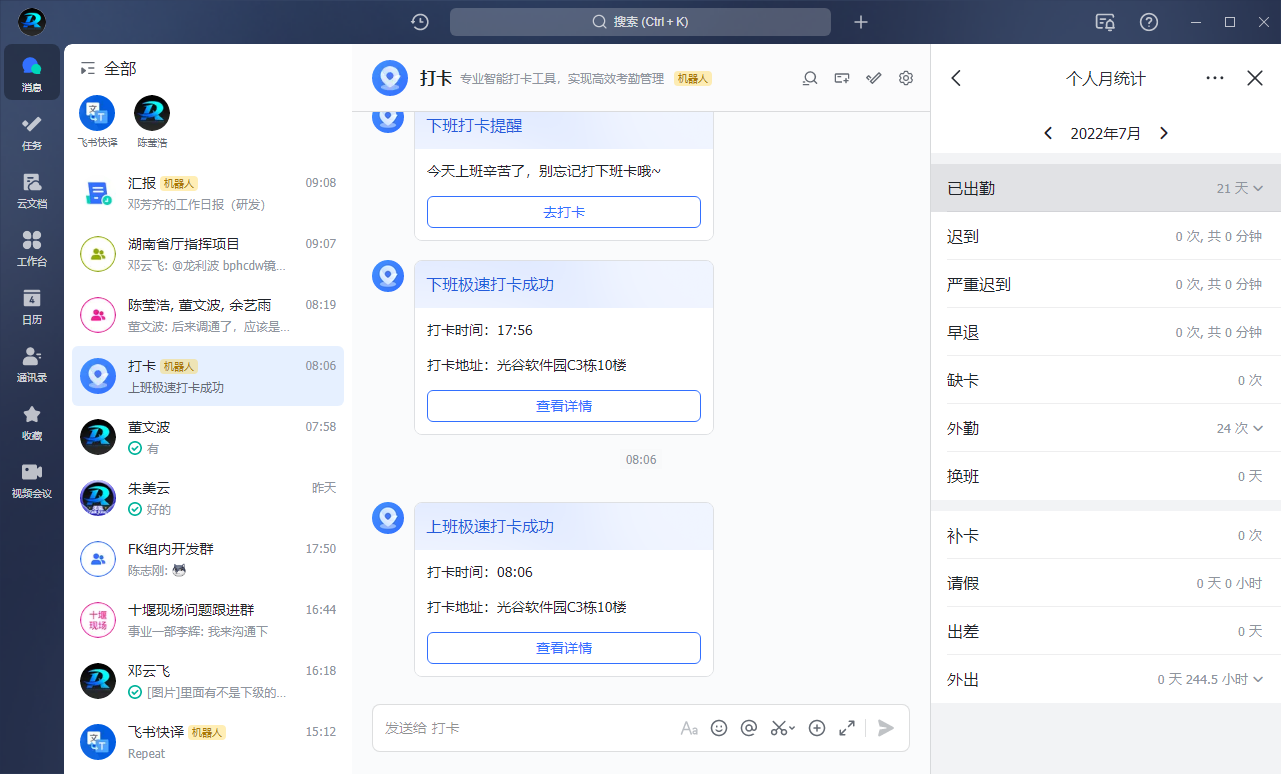 搜索 (Ctrl + K)
消息
任务
云文档
工作台
4
日历
通讯录
收藏
视频会议
全部
飞书快译
陈莹浩
汇报 机器人 09:08
邓芳齐的工作日报（研发）
湖南省厅指挥项目 09:07
邓云飞: @龙利波 bphcdw镜...
陈莹浩, 董文波, 余艺雨 08:19
董文波: 后来调通了，应该是...
打卡 机器人 08:06
上班极速打卡成功
董文波 07:58
有
朱美云 昨天
好的
FK组内开发群 17:50
陈志刚:
十堰现场
十堰现场问题跟进群 16:44
事业一部李辉: 我来沟通下
邓云飞 16:18
[图片]里面有不是下级的...
飞书快译 机器人 15:12
Repeat
打卡 专业智能打卡工具，实现高效考勤管理 机器人
下班打卡提醒
今天上班辛苦了，别忘记打下班卡哦~
去打卡
下班极速打卡成功
打卡时间：17:56
打卡地址：光谷软件园C3栋10楼
查看详情
08:06
上班极速打卡成功
打卡时间：08:06
打卡地址：光谷软件园C3栋10楼
查看详情
发送给 打卡
Aa
个人月统计
2022年7月
已出勤 21 天
迟到 0 次, 共 0 分钟
严重迟到 0 次, 共 0 分钟
早退 0 次, 共 0 分钟
缺卡 0 次
外勤 24 次
换班 0 天
补卡 0 次
请假 0 天 0 小时
出差 0 天
外出 0 天 244.5 小时